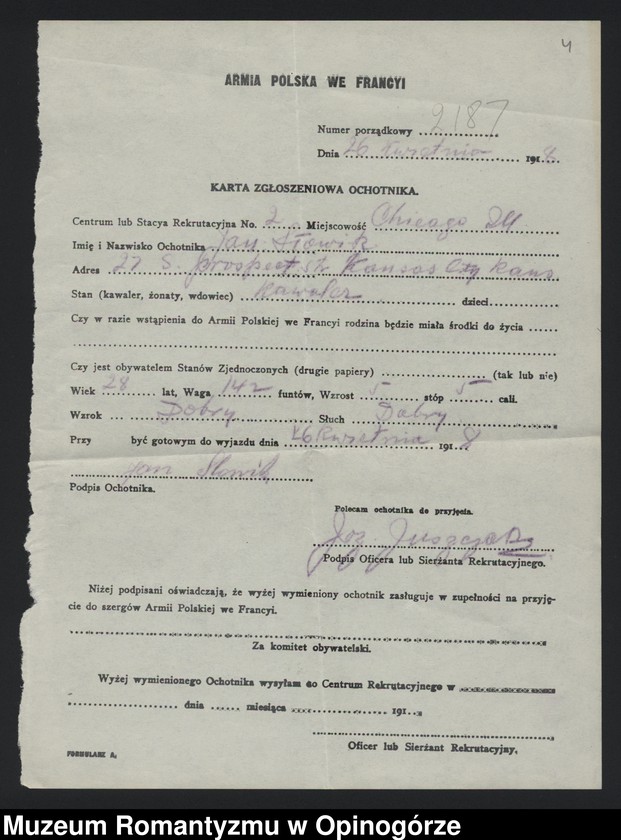 4
ARMIA POLSKA WE FRANCYI
Numer porządkowy 2187
Dnia 26 Kwietnia 1918
KARTA ZGŁOSZENIOWA OCHOTNIKA.
Centrum lub Stacya Rekrutacyjna No. 2 Miejscowość Chicago Ill
Imię i Nazwisko Ochotnika Jan Słowik
Adres 27 S. prospect St Kansas City Kans
Stan (kawaler, żonaty, wdowiec) Kawaler dzieci
Czy w razie wstąpienia do Armii Polskiej we Francyi rodzina będzie miała środki do życia
Czy jest obywatelem Stanów Zjednoczonych (drugie papiery) (tak lub nie)
Wiek 28 lat, Waga 142 funtów, Wzrost 5 stóp 5 cali.
Wzrok Dobry Słuch Dobry
Przy być gotowym do wyjazdu dnia 26 Kwietnia 1918
Jan Słowik
Podpis Ochotnika.
Polecam ochotnika do przyjęcia.
Joz.
Podpis Oficera lub Sierżanta Rekrutacyjnego.
Niżej podpisani oświadczają, że wyżej wymieniony ochotnik zasługuje w zupełności na przyję-
cie do szergów Armii Polskiej we Francyi.
Za komitet obywatelski.
Wyżej wymienionego Ochotnika wysyłam do Centrum Rekrutacyjnego w
dnia miesiąca 191
Oficer lub Sierżant Rekrutacyjny.
FORMULARZ A.
Muzeum Romantyzmu w Opinogórze